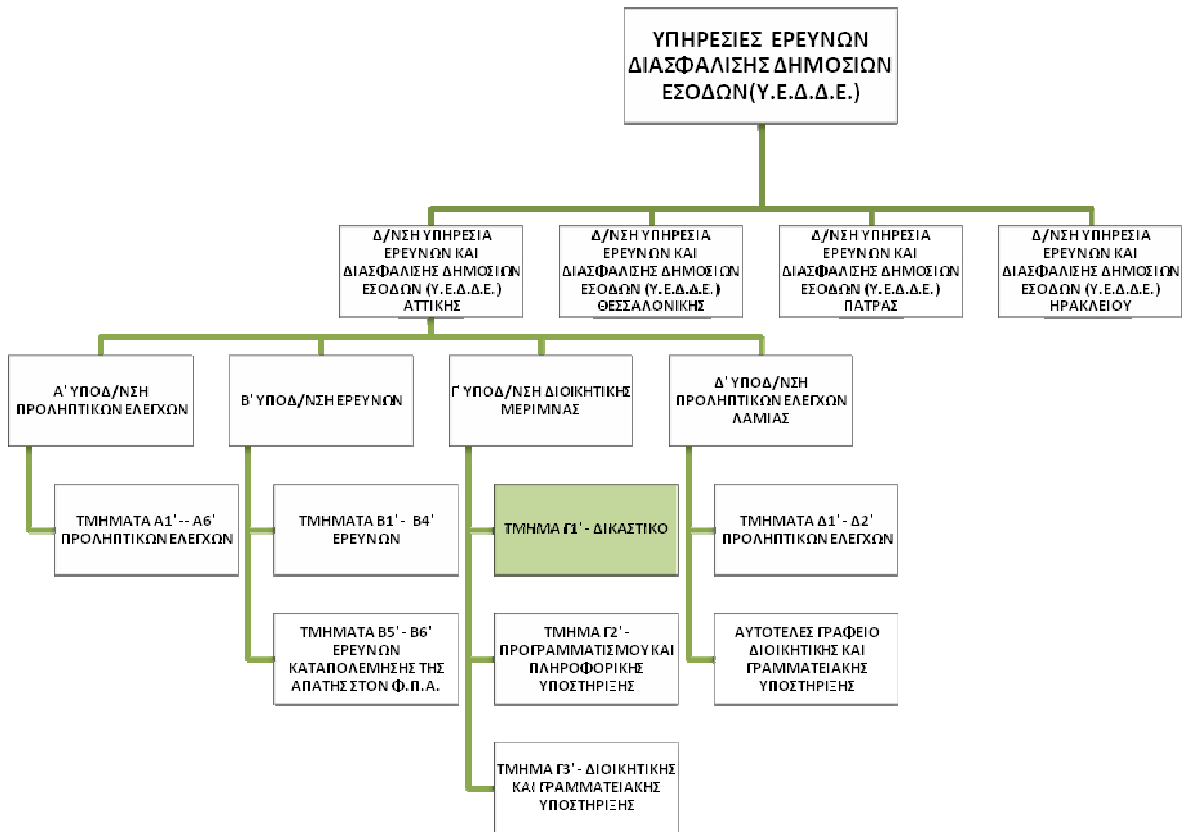 ΥΠΗΡΕΣΙΕΣ ΕΡΕΥΝΩΝ
ΔΙΑΣΦΑΛΙΣΗΣ ΔΗΜΟΣΙΩΝ
ΕΣΟΔΩΝ(Υ.Ε.Δ.Δ.Ε.)
Δ/ΝΣΗ ΥΠΗΡΕΣΙΑ
ΕΡΕΥΝΩΝ ΚΑΙ
ΔΙΑΣΦΑΛΙΣΗΣ ΔΗΜΟΣΙΩΝ
ΕΣΟΔΩΝ (Υ.Ε.Δ.Δ.Ε.)
ΑΤΤΙΚΗΣ
Δ/ΝΣΗ ΥΠΗΡΕΣΙΑ
ΕΡΕΥΝΩΝ ΚΑΙ
ΔΙΑΣΦΑΛΙΣΗΣ ΔΗΜΟΣΙΩΝ
ΕΣΟΔΩΝ (Υ.Ε.Δ.Δ.Ε.)
ΘΕΣΣΑΛΟΝΙΚΗΣ
Δ/ΝΣΗ ΥΠΗΡΕΣΙΑ
ΕΡΕΥΝΩΝ ΚΑΙ
ΔΙΑΣΦΑΛΙΣΗΣ ΔΗΜΟΣΙΩΝ
ΕΣΟΔΩΝ (Υ.Ε.Δ.Δ.Ε.)
ΠΑΤΡΑΣ
Δ/ΝΣΗ ΥΠΗΡΕΣΙΑ
ΕΡΕΥΝΩΝ ΚΑΙ
ΔΙΑΣΦΑΛΙΣΗΣ ΔΗΜΟΣΙΩΝ
ΕΣΟΔΩΝ (Υ.Ε.Δ.Δ.Ε.)
ΗΡΑΚΛΕΙΟΥ
Α' ΥΠΟΔ/ΝΣΗ
ΠΡΟΛΗΠΤΙΚΩΝ ΕΛΕΓΧΩΝ
Β' ΥΠΟΔ/ΝΣΗ ΕΡΕΥΝΩΝ
Γ' ΥΠΟΔ/ΝΣΗ ΔΙΟΙΚΗΤΙΚΗΣ
ΜΕΡΙΜΝΑΣ
Δ' ΥΠΟΔ/ΝΣΗ
ΠΡΟΛΗΠΤΙΚΩΝ ΕΛΕΓΧΩΝ
ΛΑΜΙΑΣ
ΤΜΗΜΑΤΑ Α1' -- Α6'
ΠΡΟΛΗΠΤΙΚΩΝ ΕΛΕΓΧΩΝ
ΤΜΗΜΑΤΑ Β1' - Β4'
ΕΡΕΥΝΩΝ
ΤΜΗΜΑ Γ1' - ΔΙΚΑΣΤΙΚΟ
ΤΜΗΜΑΤΑ Δ1' - Δ2'
ΠΡΟΛΗΠΤΙΚΩΝ ΕΛΕΓΧΩΝ
ΤΜΗΜΑΤΑ Β5' - Β6'
ΕΡΕΥΝΩΝ
ΚΑΤΑΠΟΛΕΜΗΣΗΣ ΤΗΣ
ΑΠΑΤΗΣ ΣΤΟΝ Φ.Π.Α.
ΤΜΗΜΑ Γ2' -
ΠΡΟΓΡΑΜΜΑΤΙΣΜΟΥ ΚΑΙ
ΠΛΗΡΟΦΟΡΙΚΗΣ
ΥΠΟΣΤΗΡΙΞΗΣ
ΑΥΤΟΤΕΛΕΣ ΓΡΑΦΕΙΟ
ΔΙΟΙΚΗΤΙΚΗΣ ΚΑΙ
ΓΡΑΜΜΑΤΕΙΑΚΗΣ
ΥΠΟΣΤΗΡΙΞΗΣ
ΤΜΗΜΑ Γ3' - ΔΙΟΙΚΗΤΙΚΗΣ
ΚΑΙ ΓΡΑΜΜΑΤΕΙΑΚΗΣ
ΥΠΟΣΤΗΡΙΞΗΣ